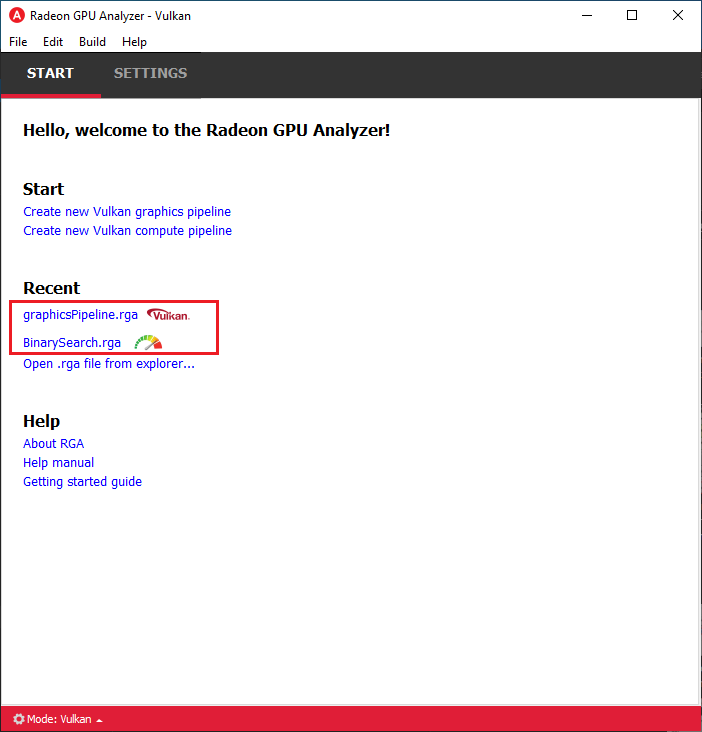 A Radeon GPU Analyzer - Vulkan
File Edit Build Help
START SETTINGS
Hello, welcome to the Radeon GPU Analyzer!
Start
Create new Vulkan graphics pipeline
Create new Vulkan compute pipeline
Recent
graphicsPipeline.rga Vulkan.
BinarySearch.rga
Open .rga file from explorer...
Help
About RGA
Help manual
Getting started guide
Mode: Vulkan